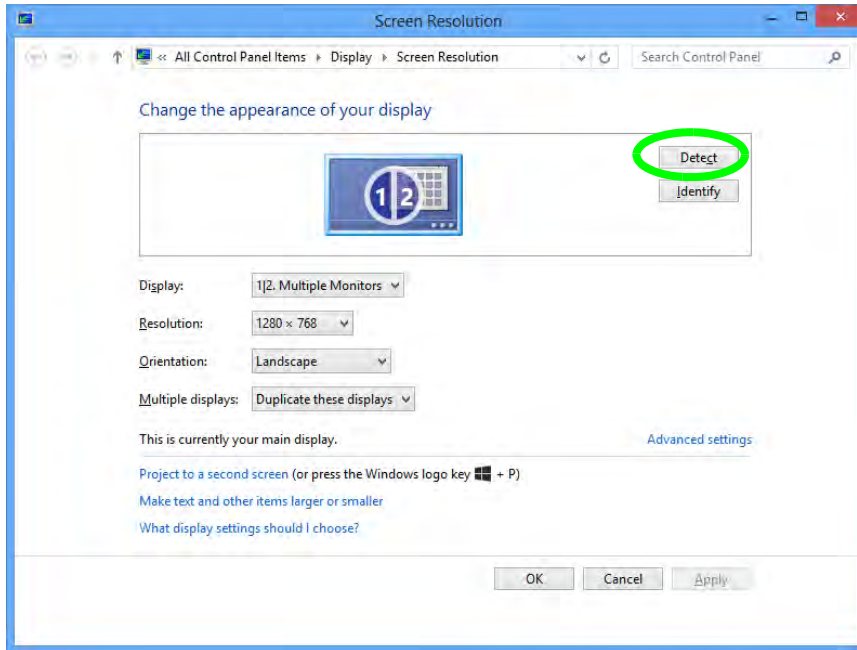 Screen Resolution
« All Control Panel Items Display Screen Resolution Search Control Panel
Change the appearance of your display
Detect
1 2
Identify
Display: 1|2. Multiple Monitors
Resolution: 1280 × 768
Orientation: Landscape
Multiple displays: Duplicate these displays
This is currently your main display. Advanced settings
Project to a second screen (or press the Windows logo key + P)
Make text and other items larger or smaller
What display settings should I choose?
OK Cancel Apply